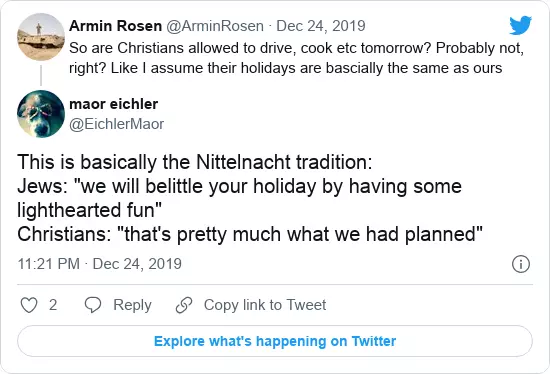 Armin Rosen @ArminRosen · Dec 24, 2019
So are Christians allowed to drive, cook etc tomorrow? Probably not,
right? Like I assume their holidays are bascially the same as ours
maor eichler
@EichlerMaor
This is basically the Nittelnacht tradition:
Jews: "we will belittle your holiday by having some
lighthearted fun"
Christians: "that's pretty much what we had planned"
11:21 PM · Dec 24, 2019
2 Reply Copy link to Tweet
Explore what's happening on Twitter